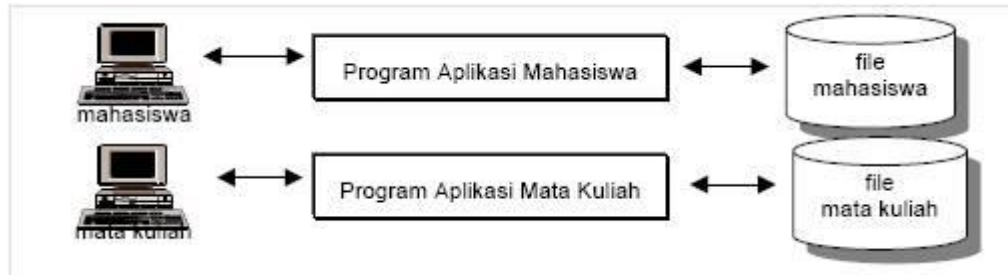 mahasiswa
Program Aplikasi Mahasiswa
file
mahasiswa
mata kuliah
Program Aplikasi Mata Kuliah
file
mata kuliah